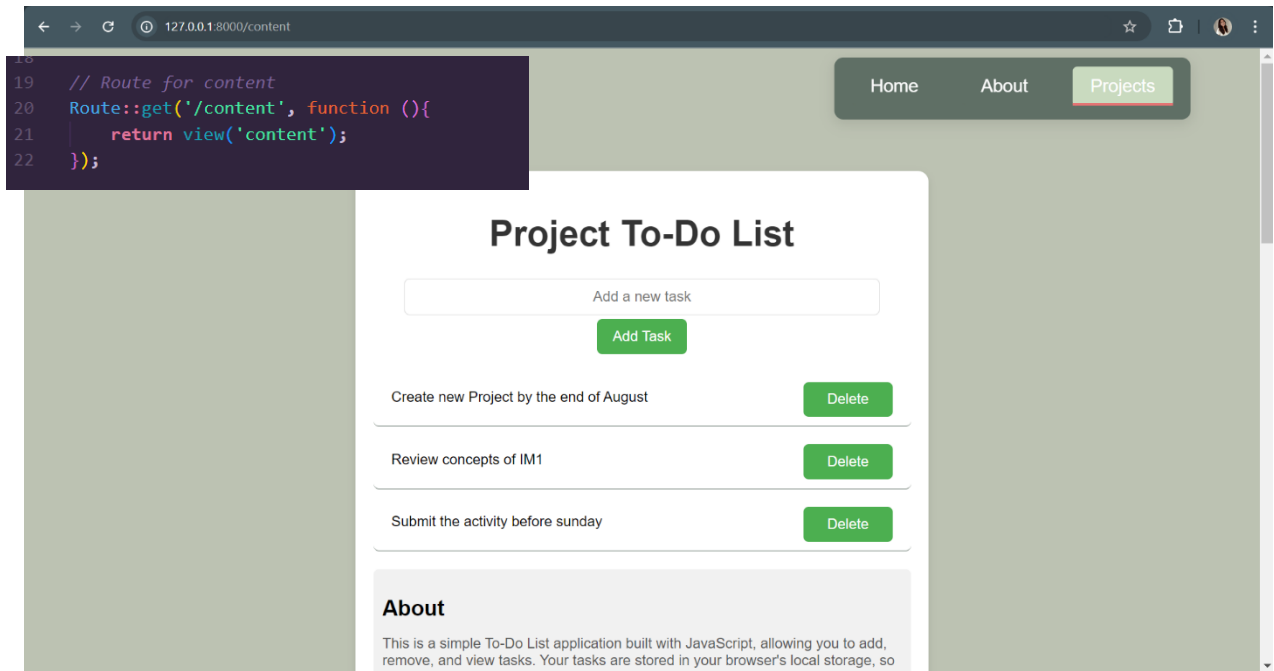 127.0.0.1:8000/content
18
19 // Route for content
20 Route::get('/content', function (){
21 return view('content');
22 });
Home About Projects
Project To-Do List
Add a new task
Add Task
Create new Project by the end of August Delete
Review concepts of IM1 Delete
Submit the activity before sunday Delete
About
This is a simple To-Do List application built with JavaScript, allowing you to add,
remove, and view tasks. Your tasks are stored in your browser's local storage, so